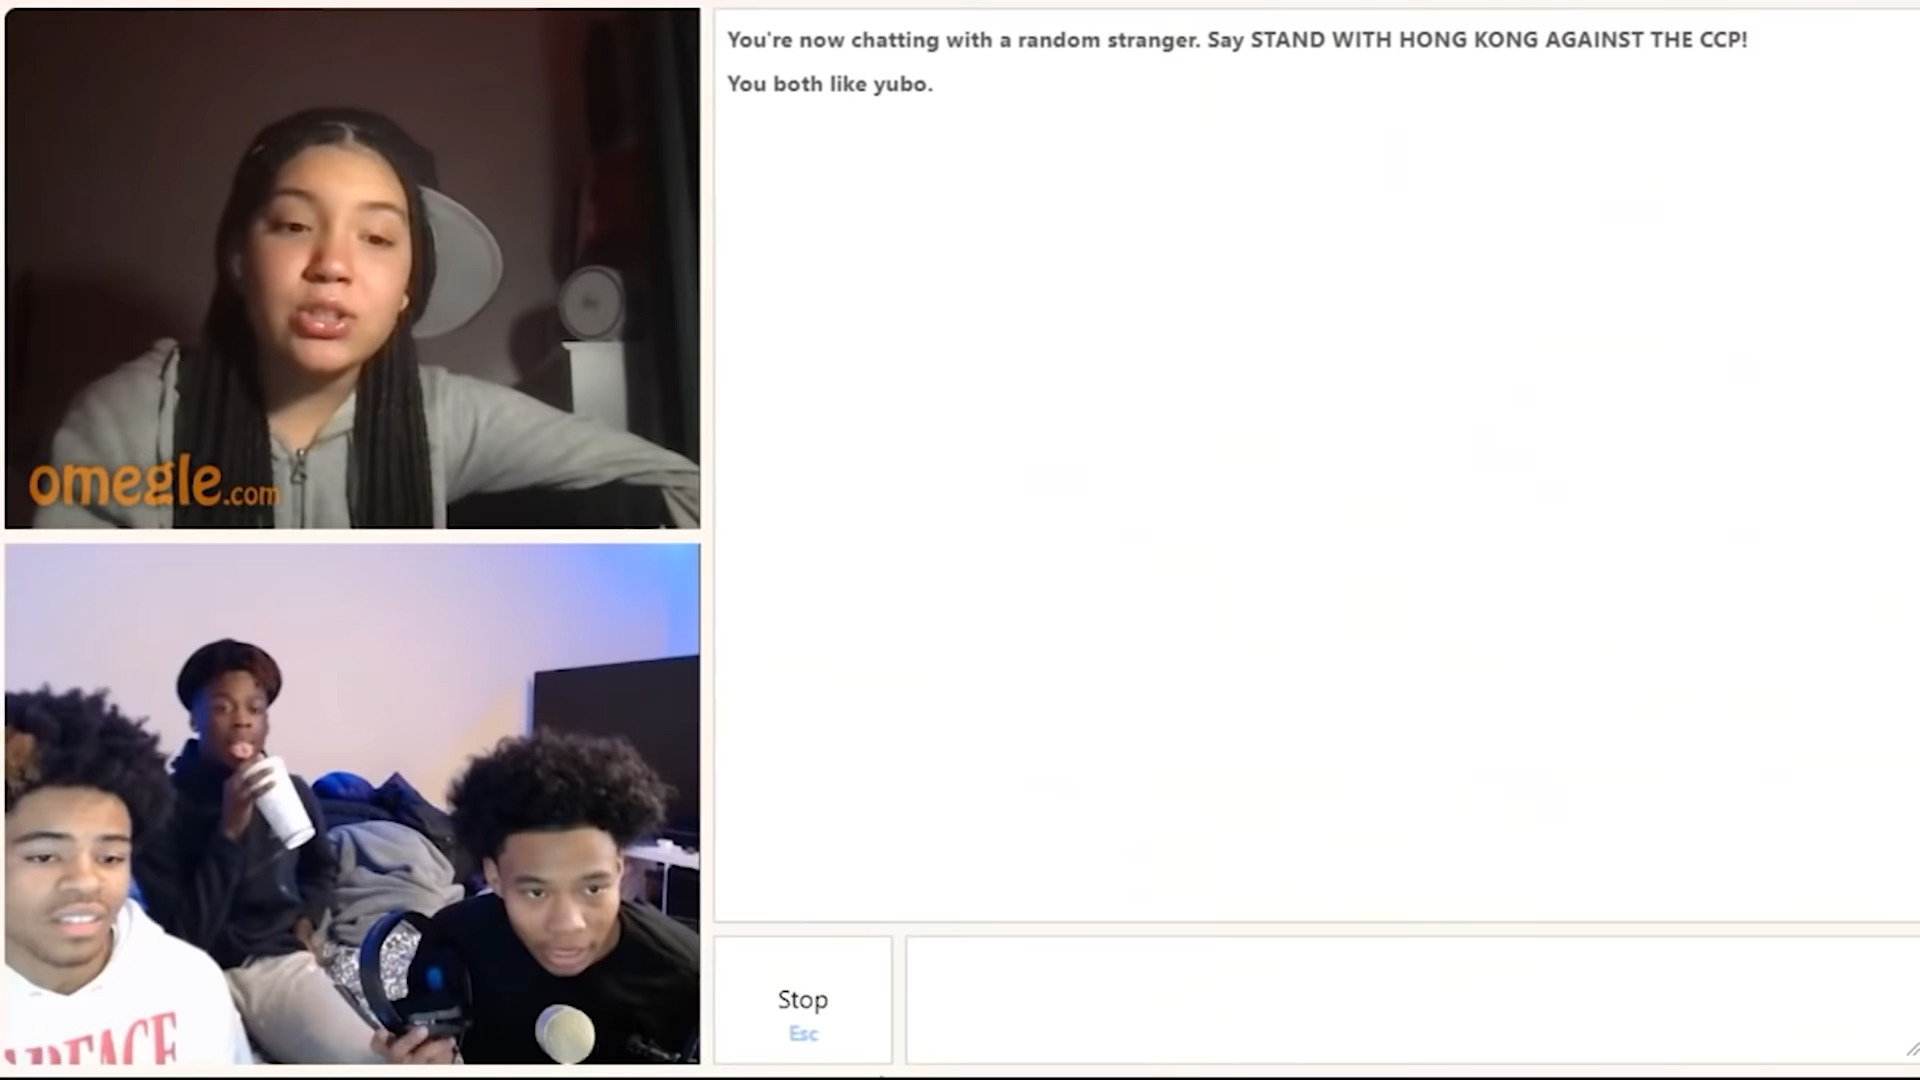 You're now chatting with a random stranger. Say STAND WITH HONG KONG AGAINST THE CCP!
You both like yubo.
omegle.com
Stop
Esc